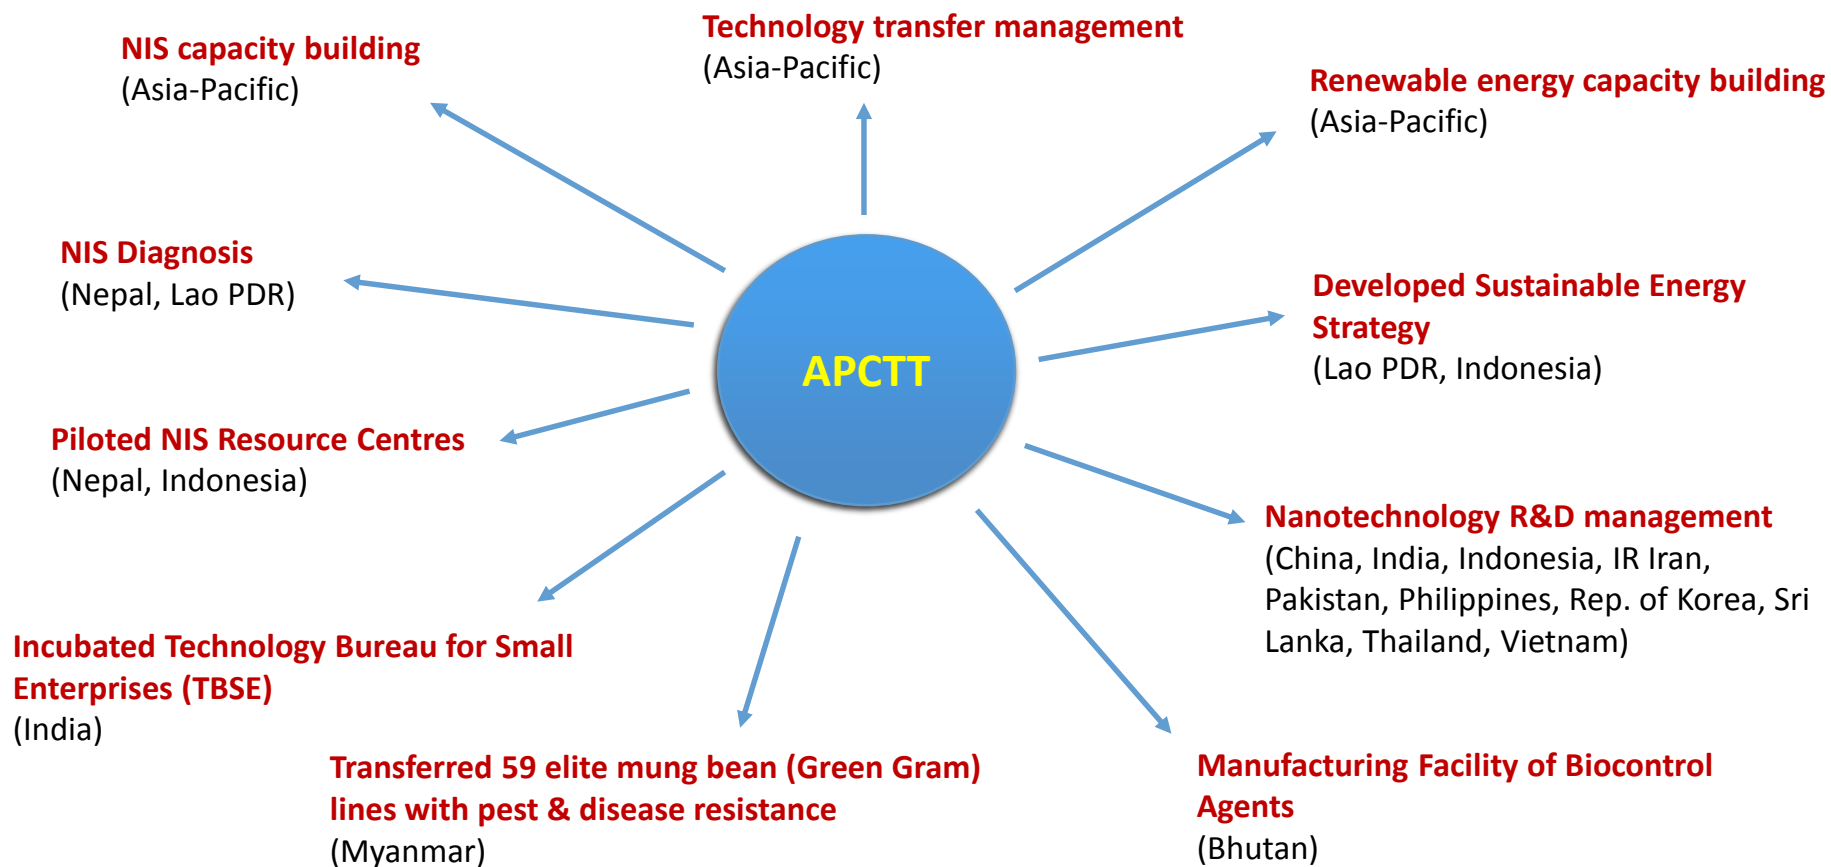 NIS capacity building
(Asia-Pacific)
Technology transfer management
(Asia-Pacific)
Renewable energy capacity building
(Asia-Pacific)
NIS Diagnosis
(Nepal, Lao PDR)
Developed Sustainable Energy
Strategy
(Lao PDR, Indonesia)
APCTT
Piloted NIS Resource Centres
(Nepal, Indonesia)
Nanotechnology R&D management
(China, India, Indonesia, IR Iran,
Pakistan, Philippines, Rep. of Korea, Sri
Lanka, Thailand, Vietnam)
Incubated Technology Bureau for Small
Enterprises (TBSE)
(India)
Transferred 59 elite mung bean (Green Gram)
lines with pest & disease resistance
(Myanmar)
Manufacturing Facility of Biocontrol
Agents
(Bhutan)